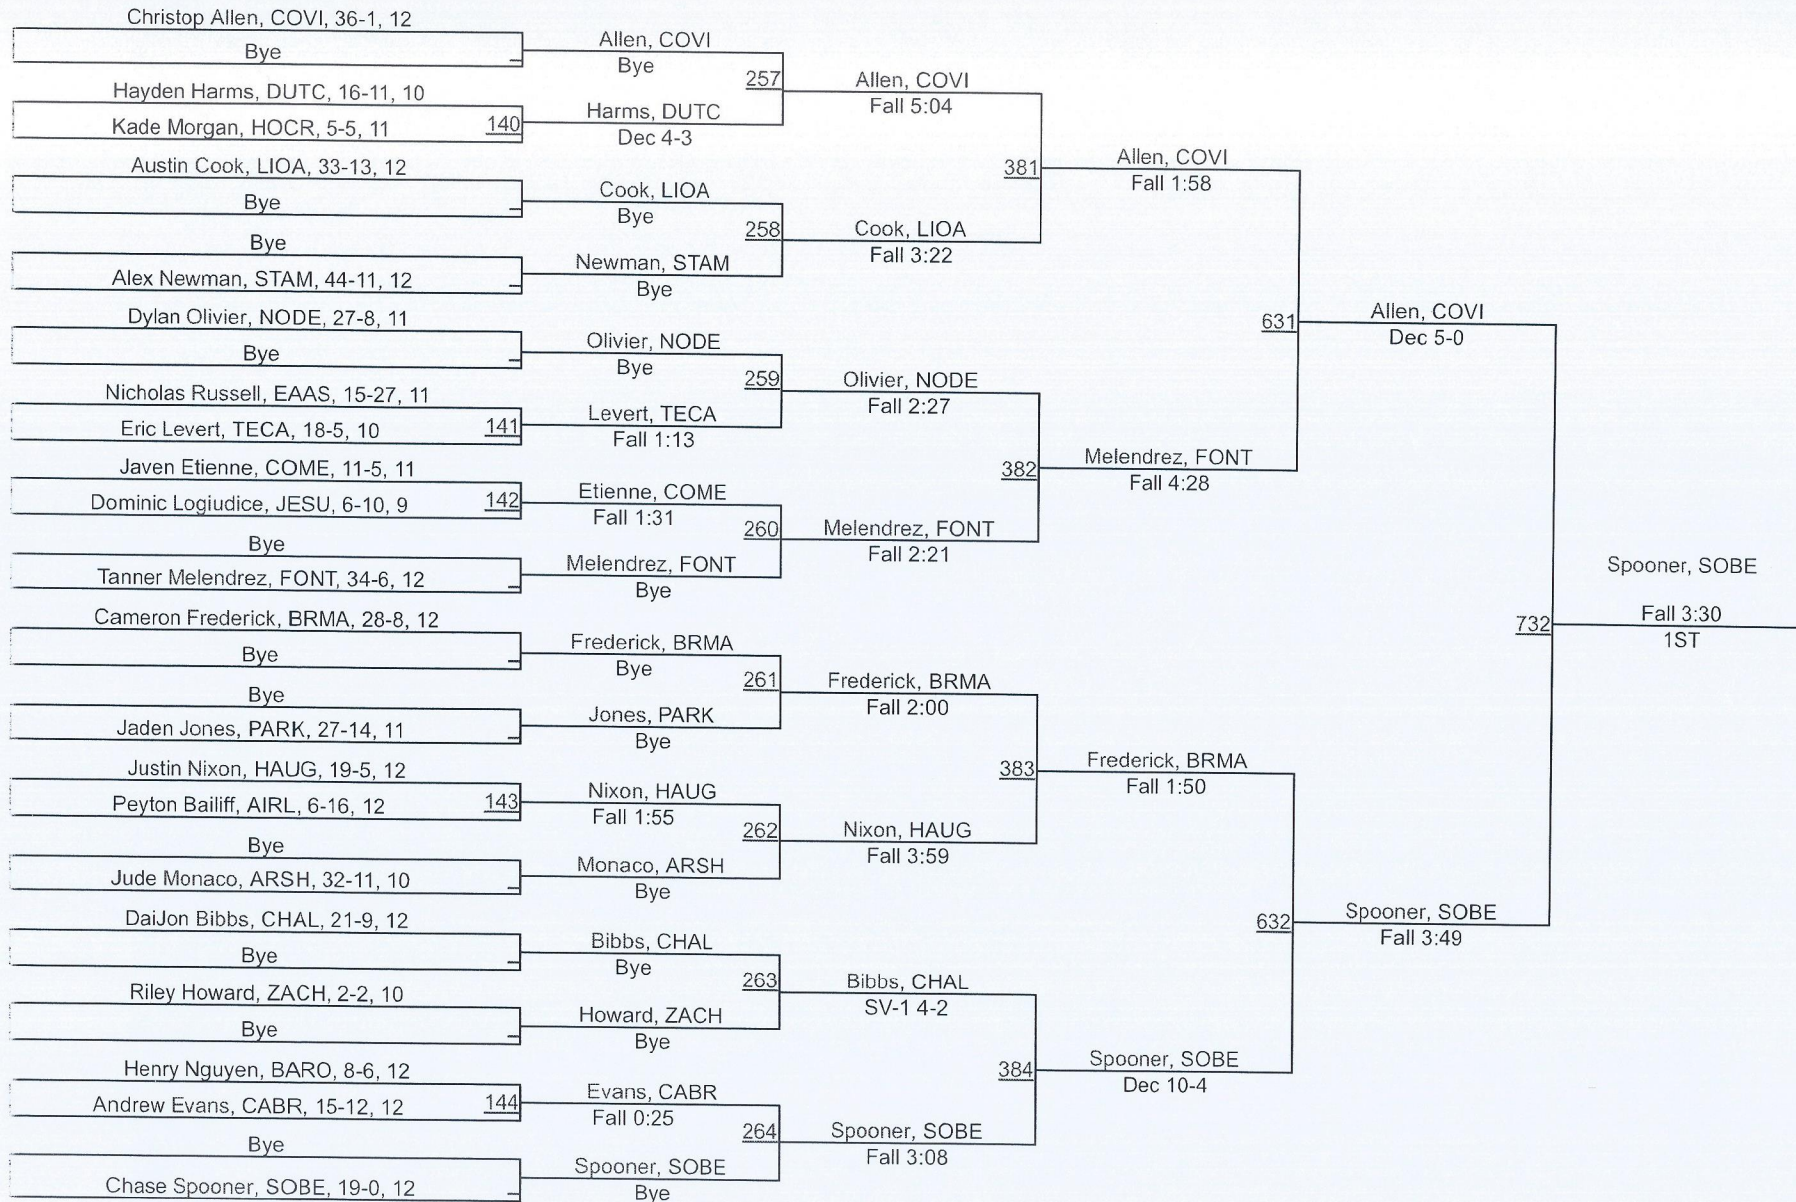 Christop Allen, COVI, 36-1, 12
Bye
Hayden Harms, DUTC, 16-11, 10
Kade Morgan, HOCR, 5-5, 11
140
Austin Cook, LIOA, 33-13, 12
Bye
Bye
Alex Newman, STAM, 44-11, 12
Dylan Olivier, NODE, 27-8, 11
Bye
Nicholas Russell, EAAS, 15-27, 11
Eric Levert, TECA, 18-5, 10
141
Javen Etienne, COME, 11-5, 11
Dominic Logiudice, JESU, 6-10, 9
142
Bye
Tanner Melendrez, FONT, 34-6, 12
Cameron Frederick, BRMA, 28-8, 12
Bye
Bye
Jaden Jones, PARK, 27-14, 11
Justin Nixon, HAUG, 19-5, 12
Peyton Bailiff, AIRL, 6-16, 12
143
Bye
Jude Monaco, ARSH, 32-11, 10
DaiJon Bibbs, CHAL, 21-9, 12
Bye
Riley Howard, ZACH, 2-2, 10
Bye
Henry Nguyen, BARO, 8-6, 12
Andrew Evans, CABR, 15-12, 12
144
Bye
Chase Spooner, SOBE, 19-0, 12
Allen, COVI
Bye
257
Harms, DUTC
Dec 4-3
Cook, LIOA
Bye
258
Newman, STAM
Bye
Olivier, NODE
Bye
259
Levert, TECA
Fall 1:13
Etienne, COME
Fall 1:31
260
Melendrez, FONT
Bye
Frederick, BRMA
Bye
261
Jones, PARK
Bye
Nixon, HAUG
Fall 1:55
262
Monaco, ARSH
Bye
Bibbs, CHAL
Bye
263
Howard, ZACH
Bye
Evans, CABR
Fall 0:25
264
Spooner, SOBE
Bye
Allen, COVI
Fall 5:04
381
Cook, LIOA
Fall 3:22
Olivier, NODE
Fall 2:27
382
Melendrez, FONT
Fall 2:21
Frederick, BRMA
Fall 2:00
383
Nixon, HAUG
Fall 3:59
Bibbs, CHAL
SV-1 4-2
384
Spooner, SOBE
Fall 3:08
Allen, COVI
Fall 1:58
631
Melendrez, FONT
Fall 4:28
Frederick, BRMA
Fall 1:50
632
Spooner, SOBE
Dec 10-4
Allen, COVI
Dec 5-0
732
Spooner, SOBE
Fall 3:49
Spooner, SOBE
Fall 3:30
1ST